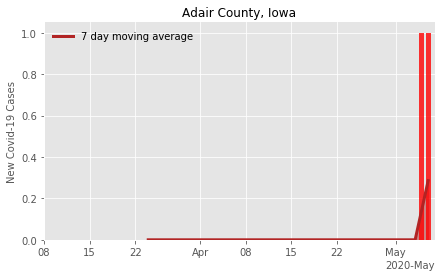 Adair County, Iowa
7 day moving average
New Covid-19 Cases
1.0
0.8
0.6
0.4
0.2
0.0
08 15 22 Apr 08 15 22 May
2020-May